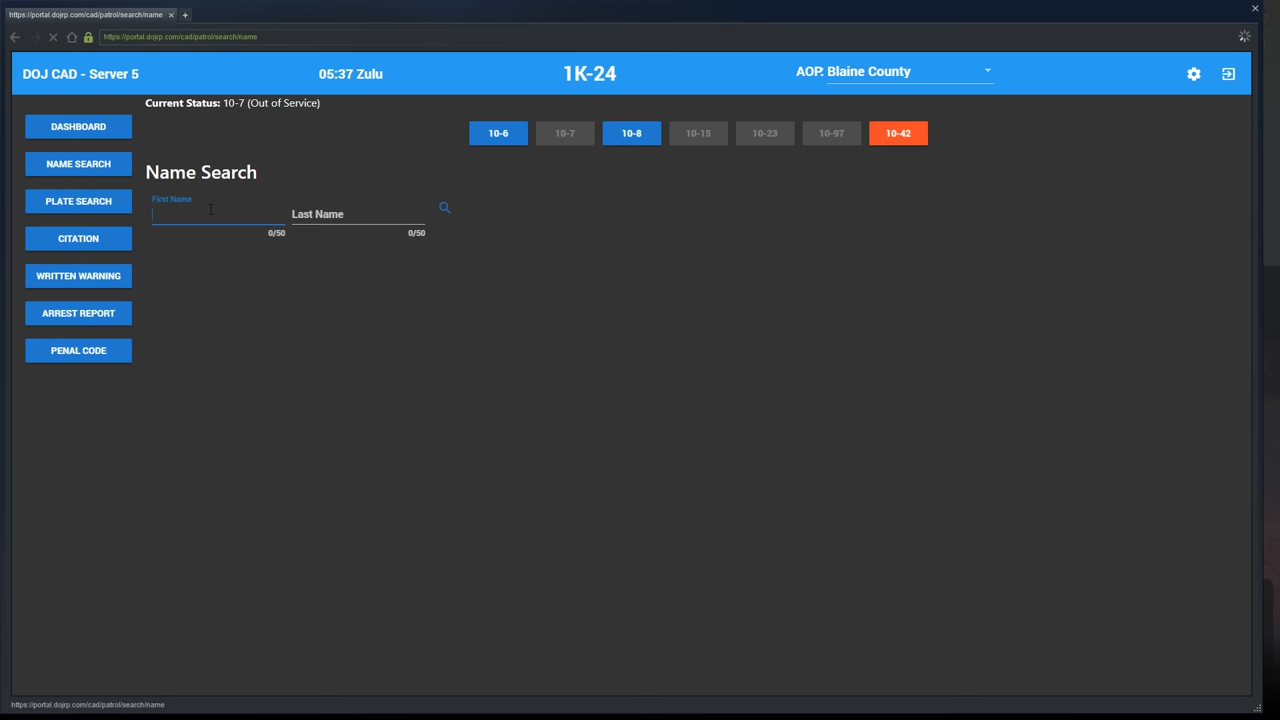 https://portal.dojrp.com/cad/patrol/search/name
https://portal.dojrp.com/cad/patrol/search/name
DOJ CAD - Server 5
05:37 Zulu
1K-24
AOP: Blaine County
Current Status: 10-7 (Out of Service)
10-6
10-7
10-8
10-15
10-23
10-97
10-42
DASHBOARD
NAME SEARCH
PLATE SEARCH
CITATION
WRITTEN WARNING
ARREST REPORT
PENAL CODE
Name Search
First Name
Last Name
0/50
0/50
https://portal.dojrp.com/cad/patrol/search/name